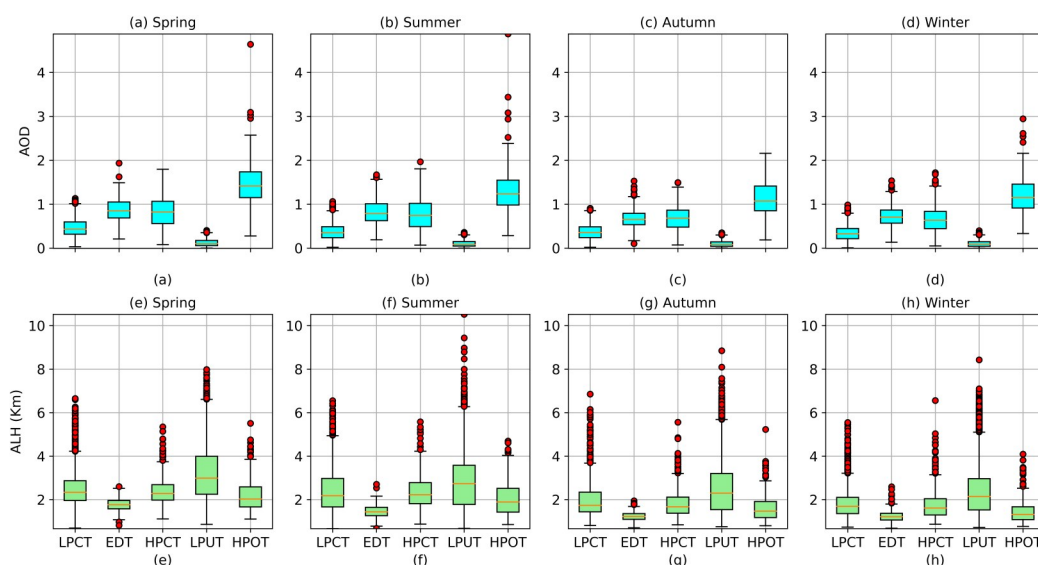 (a) Spring
(b) Summer
(c) Autumn
(d) Winter
AOD
4
3
2
1
0
4
3
2
1
0
4
3
2
1
0
4
3
2
1
0
(a)
(b)
(c)
(d)
(e) Spring
(f) Summer
(g) Autumn
(h) Winter
ALH (Km)
10
8
6
4
2
10
8
6
4
2
10
8
6
4
2
10
8
6
4
2
LPCT EDT HPCT LPUT HPOT
LPCT EDT HPCT LPUT HPOT
LPCT EDT HPCT LPUT HPOT
LPCT EDT HPCT LPUT HPOT
(e)
(f)
(g)
(h)